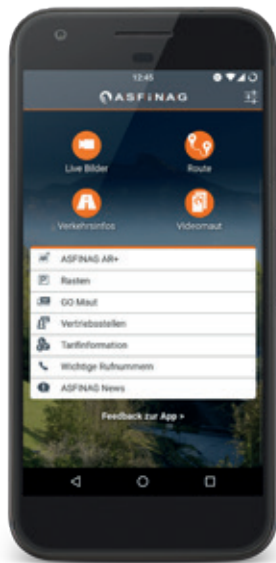 12:45
ASFiNAG
Live Bilder
Route
Verkehrsinfos
Videomaut
ASFINAG AR+
Rasten
GO Maut
Vertriebsstellen
Tarifinformation
Wichtige Rufnummern
ASFINAG News
Feedback zur App >